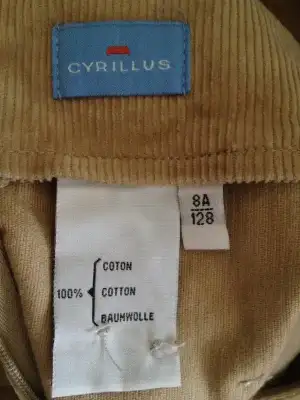 CYRILLUS
8A
128
COTON
100% COTTON
BAUMWOLLE